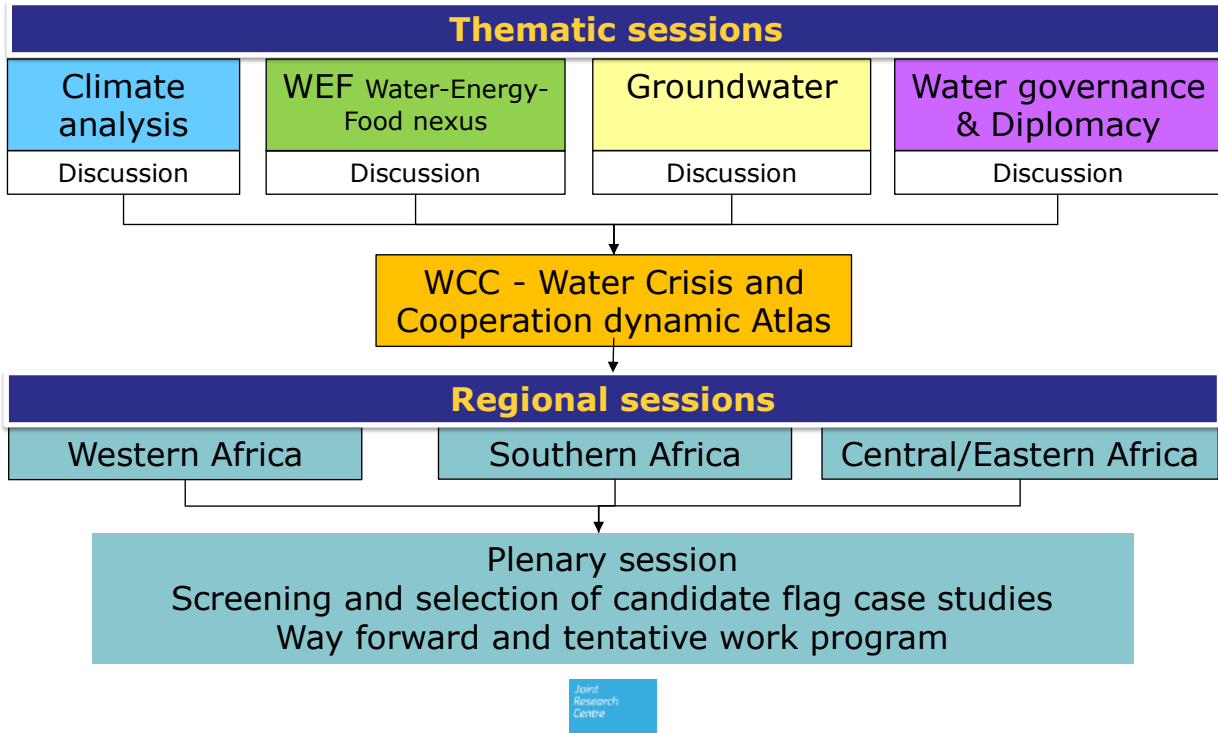 Thematic sessions
Climate
analysis
Discussion
WEF Water-Energy-
Food nexus
Discussion
Groundwater
Discussion
Water governance
& Diplomacy
Discussion
WCC - Water Crisis and
Cooperation dynamic Atlas
Regional sessions
Western Africa
Southern Africa
Central/Eastern Africa
Plenary session
Screening and selection of candidate flag case studies
Way forward and tentative work program
Joint
Research
Centre